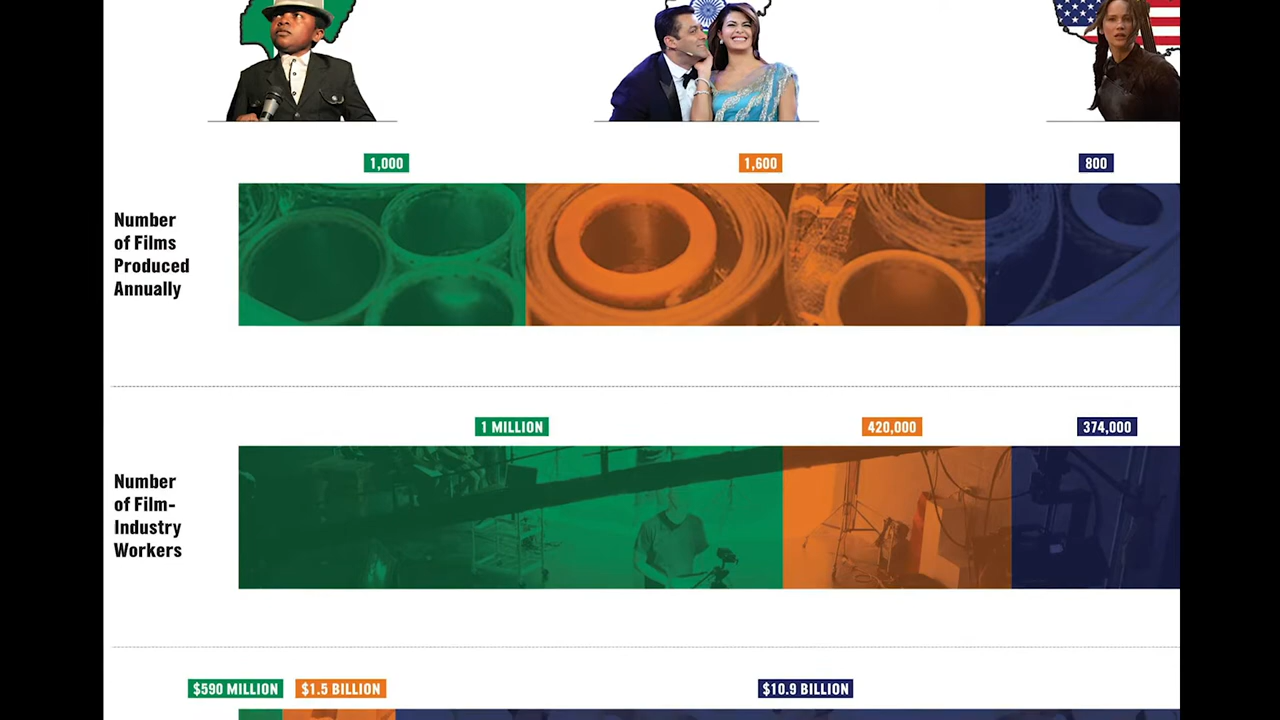 1,000
1,600
800
Number
of Films
Produced
Annually
1 MILLION
420,000
374,000
Number
of Film-
Industry
Workers
$590 MILLION
$1.5 BILLION
$10.9 BILLION